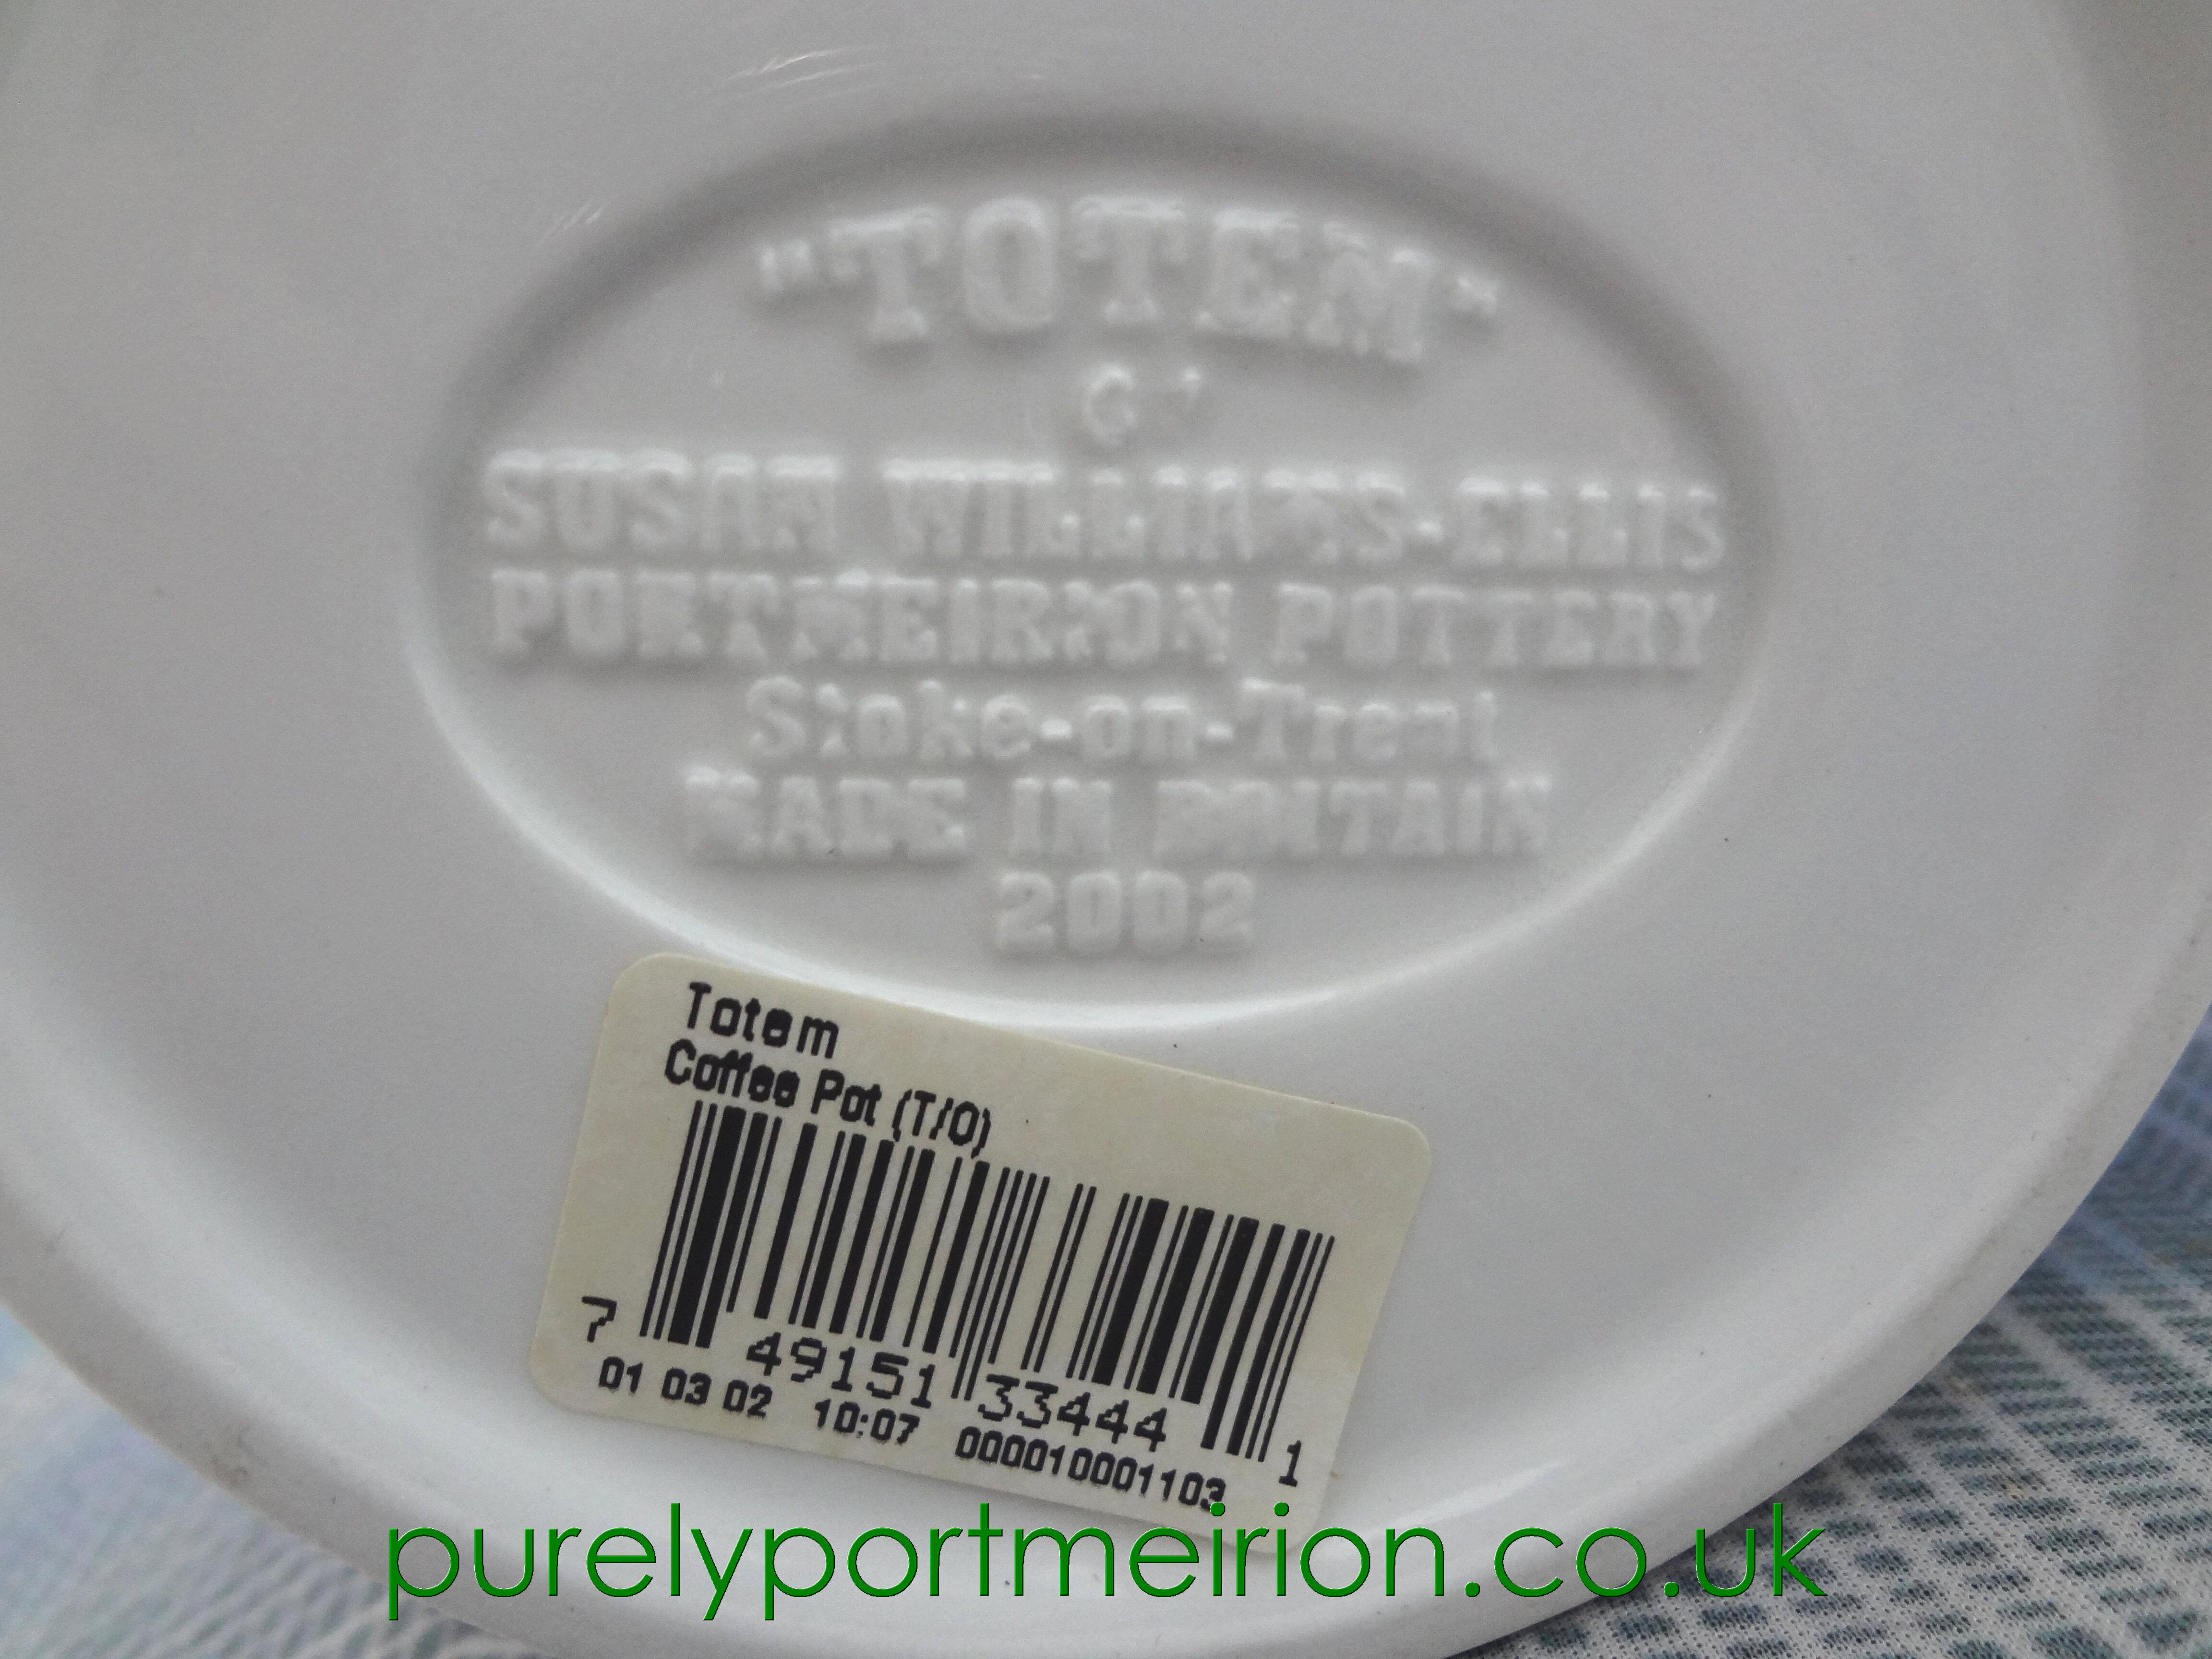 "TOTEM"
SUSAN WILLIAMS-ELLIS
PORTMEIRION POTTERY
Stoke-on-Trent
MADE IN BRITAIN
2002
Totem
Coffee Pot (T/O)
7 49151 33444 1
01 03 02 10:07 000010001103
purelyportmeirion.co.uk